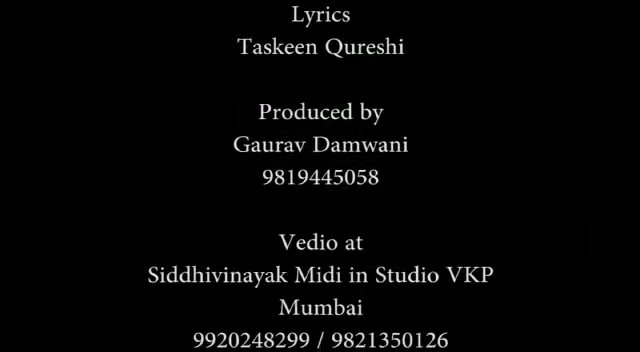 Lyrics
Taskeen Qureshi
Produced by
Gaurav Damwani
9819445058
Vedio at
Siddhivinayak Midi in Studio VKP
Mumbai
9920248299 / 9821350126